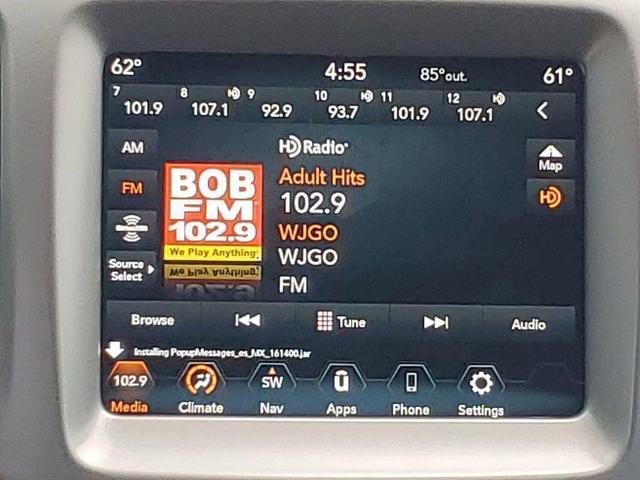 62° 4:55 85°out. 61°
7 8 HD 9 10 HD 11 12 HD
101.9 107.1 92.9 93.7 101.9 107.1
AM
HD Radio
Map
FM
HD
BOB
FM
102.9
We Play Anything
Adult Hits
102.9
WJGO
WJGO
FM
Source
Select
Browse Tune Audio
Installing PopupMessages_es_MX_161400.jar
102.9 SW ū
Media Climate Nav Apps Phone Settings